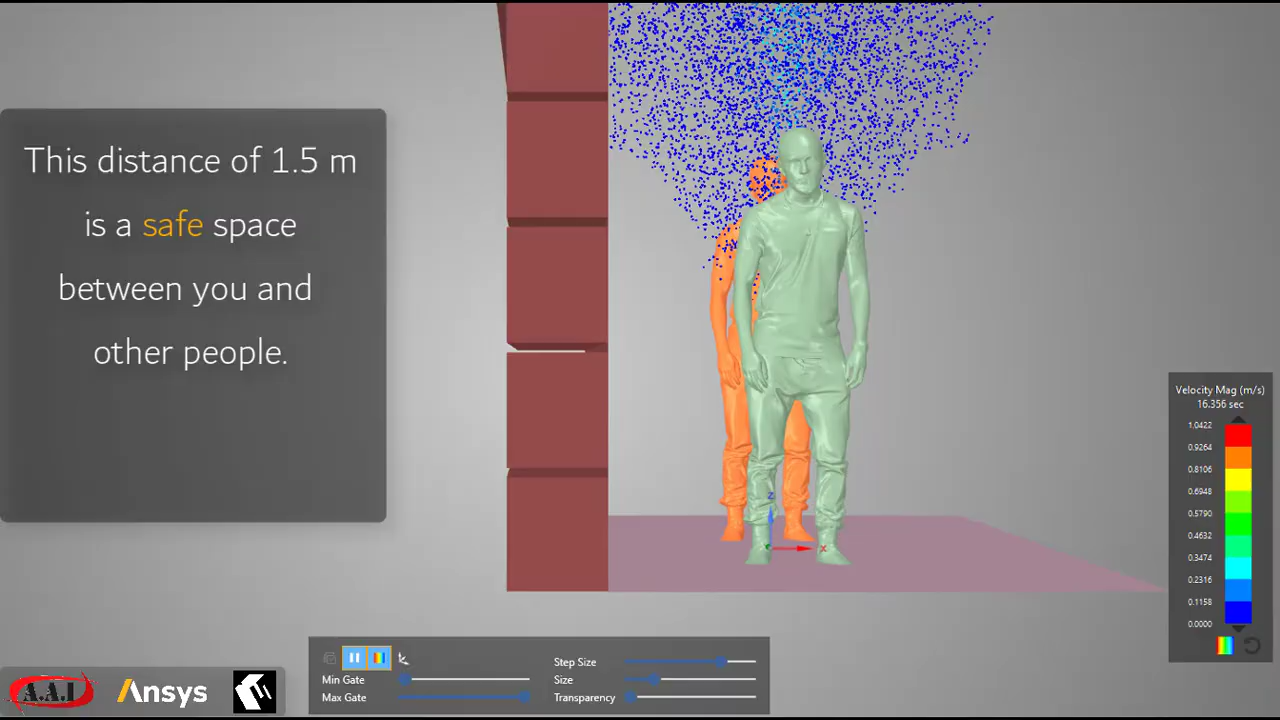 This distance of 1.5 m
is a safe space
between you and
other people.
Velocity Mag (m/s)
16.356 sec
1.0422
0.9264
0.8106
0.6948
0.5790
0.4632
0.3474
0.2316
0.1158
0.0000
z
x
Step Size
Min Gate
Size
Max Gate
Transparency
A.A.I
Ansys